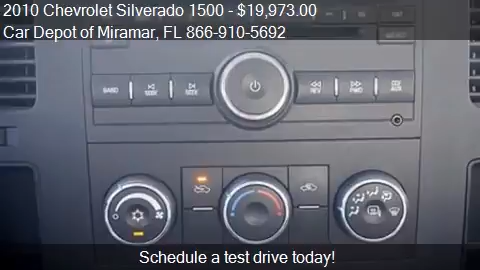 2010 Chevrolet Silverado 1500 - $19,973.00
Car Depot of Miramar, FL 866-910-5692
BAND SEEK SEEK REV FWD AUX
Schedule a test drive today!